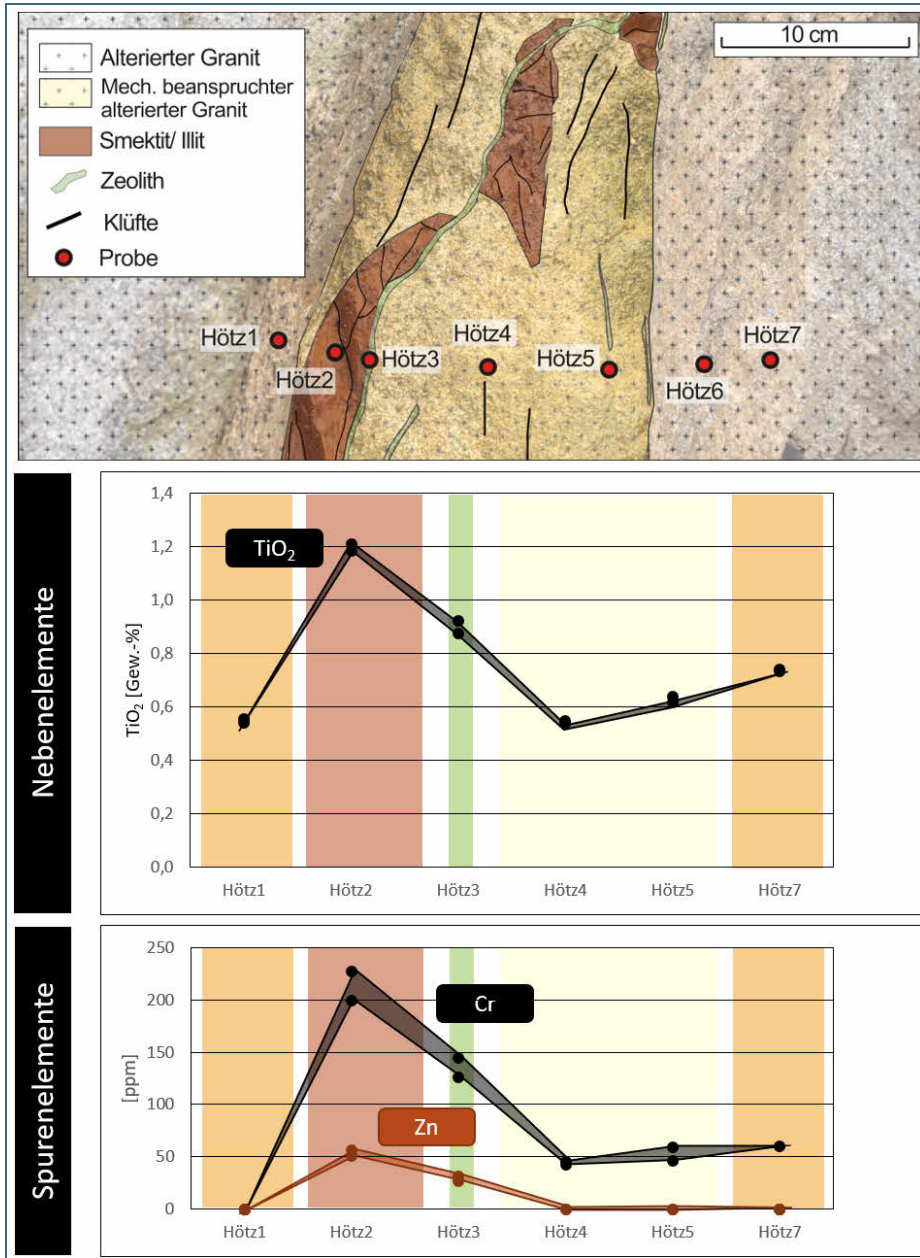 Alterierter Granit
Mech. beanspruchter
alterierter Granit
Smektit/ Illit
Zeolith
Klüfte
Probe
10 cm
Hötz1
Hötz2
Hötz3
Hötz4
Hötz5
Hötz6
Hötz7
Nebenelemente
TiO₂ [Gew.-%]
1,4
1,2
1,0
0,8
0,6
0,4
0,2
0,0
TiO₂
Hötz1 Hötz2 Hötz3 Hötz4 Hötz5 Hötz7
Spurenelemente
[ppm]
250
200
150
100
50
0
Cr
Zn
Hötz1 Hötz2 Hötz3 Hötz4 Hötz5 Hötz7